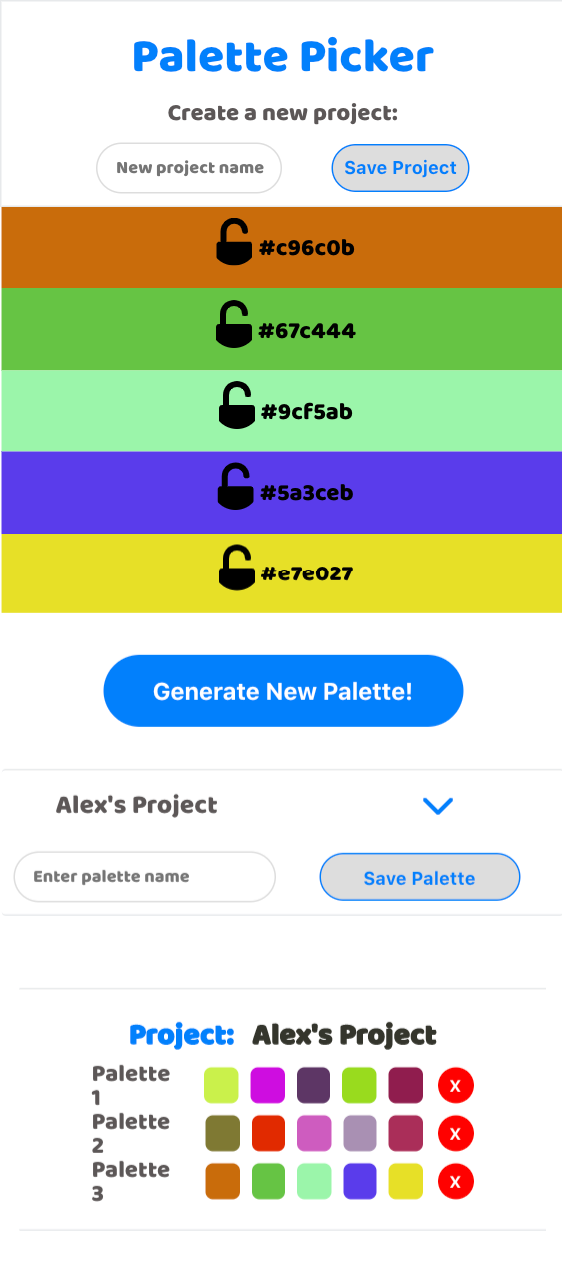 Palette Picker
Create a new project:
New project name
Save Project
#c96c0b
#67c444
#9cf5ab
#5a3ceb
#e7e027
Generate New Palette!
Alex's Project
Enter palette name
Save Palette
Project: Alex's Project
Palette
1
X
Palette
2
X
Palette
3
X